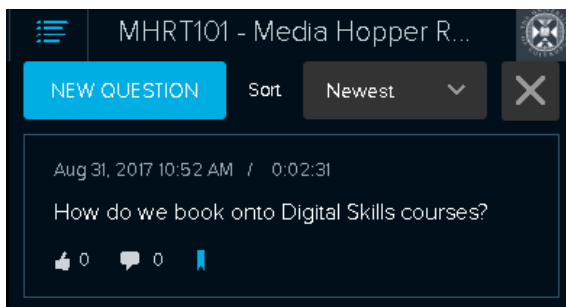 MHRT101 - Media Hopper R...
NEW QUESTION Sort Newest
Aug 31, 2017 10:52 AM / 0:02:31
How do we book onto Digital Skills courses?
0 0